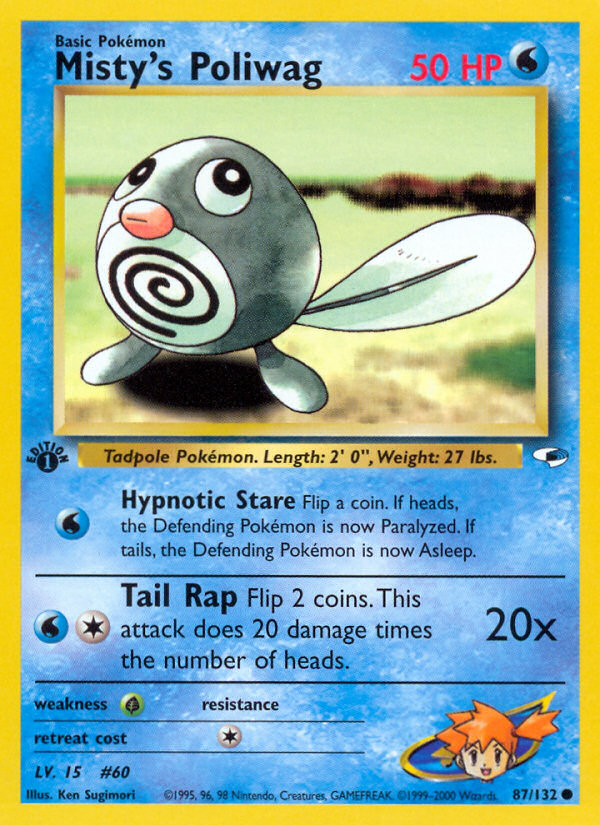 Basic Pokémon
Misty's Poliwag 50 HP
EDITION 1
Tadpole Pokémon. Length: 2' 0", Weight: 27 lbs.
Hypnotic Stare Flip a coin. If heads,
the Defending Pokémon is now Paralyzed. If
tails, the Defending Pokémon is now Asleep.
Tail Rap Flip 2 coins. This
attack does 20 damage times
the number of heads.
20x
weakness resistance
retreat cost
LV. 15 #60
Illus. Ken Sugimori ©1995, 96, 98 Nintendo, Creatures, GAMEFREAK. ©1999-2000 Wizards. 87/132